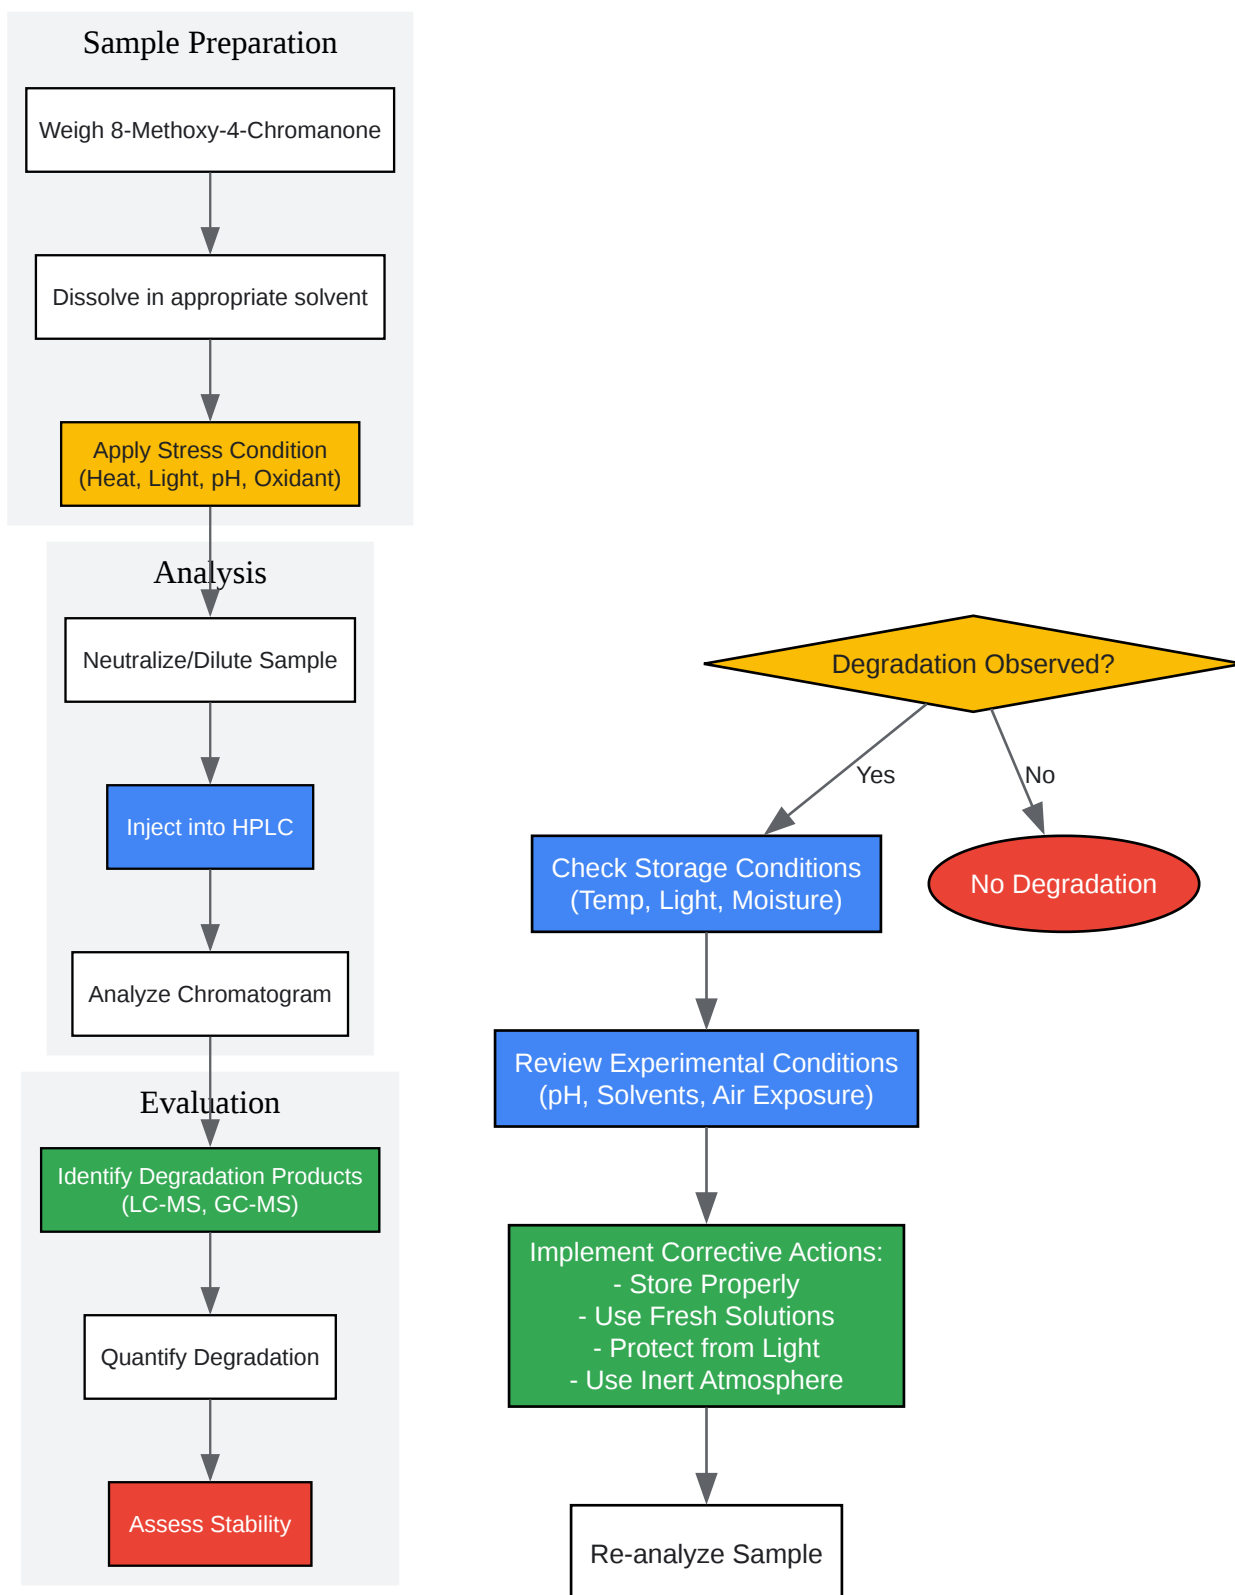 Sample Preparation
Weigh 8-Methoxy-4-Chromanone
Dissolve in appropriate solvent
Apply Stress Condition
(Heat, Light, pH, Oxidant)
Analysis
Neutralize/Dilute Sample
Inject into HPLC
Analyze Chromatogram
Evaluation
Identify Degradation Products
(LC-MS, GC-MS)
Quantify Degradation
Assess Stability
Degradation Observed?
Yes
No
Check Storage Conditions
(Temp, Light, Moisture)
No Degradation
Review Experimental Conditions
(pH, Solvents, Air Exposure)
Implement Corrective Actions:
- Store Properly
- Use Fresh Solutions
- Protect from Light
- Use Inert Atmosphere
Re-analyze Sample